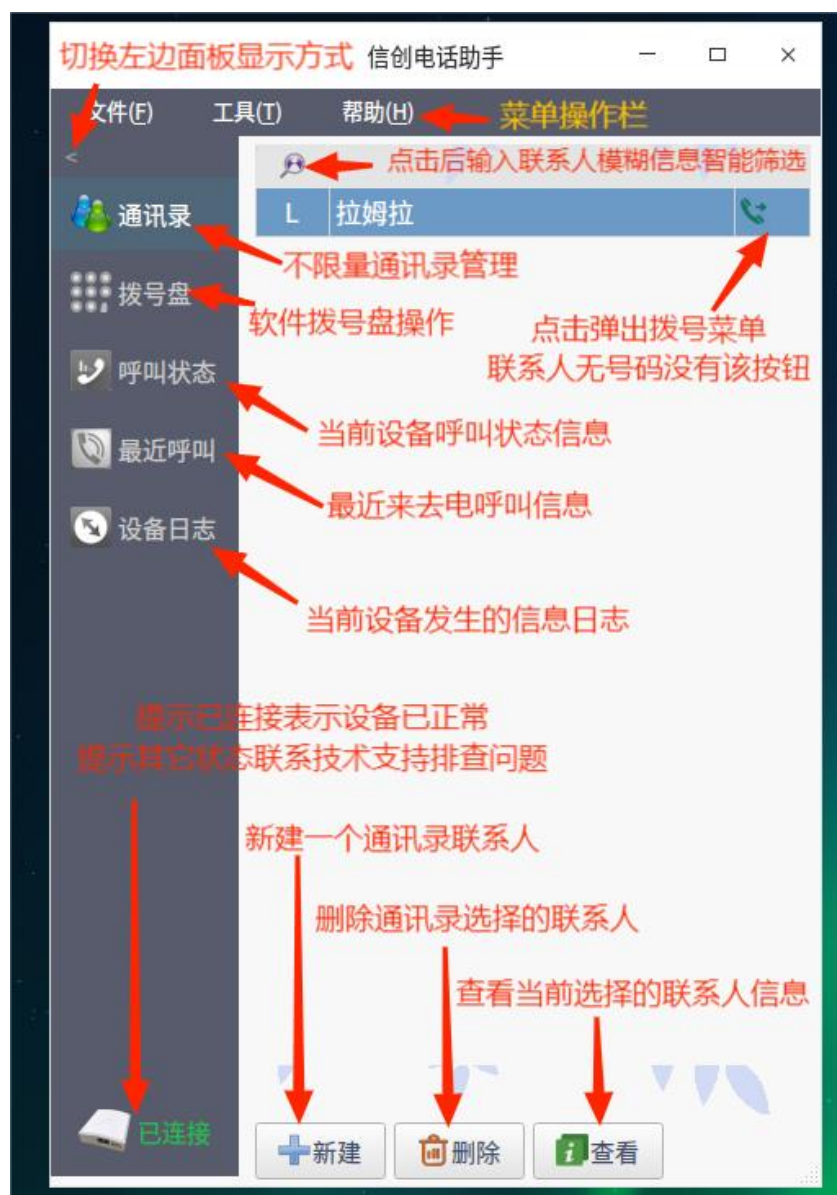 切换左边面板显示方式 信创电话助手
文件(F) 工具(T) 帮助(H) 菜单操作栏
<
点击后输入联系人模糊信息智能筛选
通讯录
L 拉姆拉
不限量通讯录管理
拨号盘
软件拨号盘操作
点击弹出拨号菜单
联系人无号码没有该按钮
呼叫状态
当前设备呼叫状态信息
最近呼叫
最近来去电呼叫信息
设备日志
当前设备发生的信息日志
提示已连接表示设备已正常
提示其它状态联系技术支持排查问题
新建一个通讯录联系人
删除通讯录选择的联系人
查看当前选择的联系人信息
已连接
新建 删除 查看